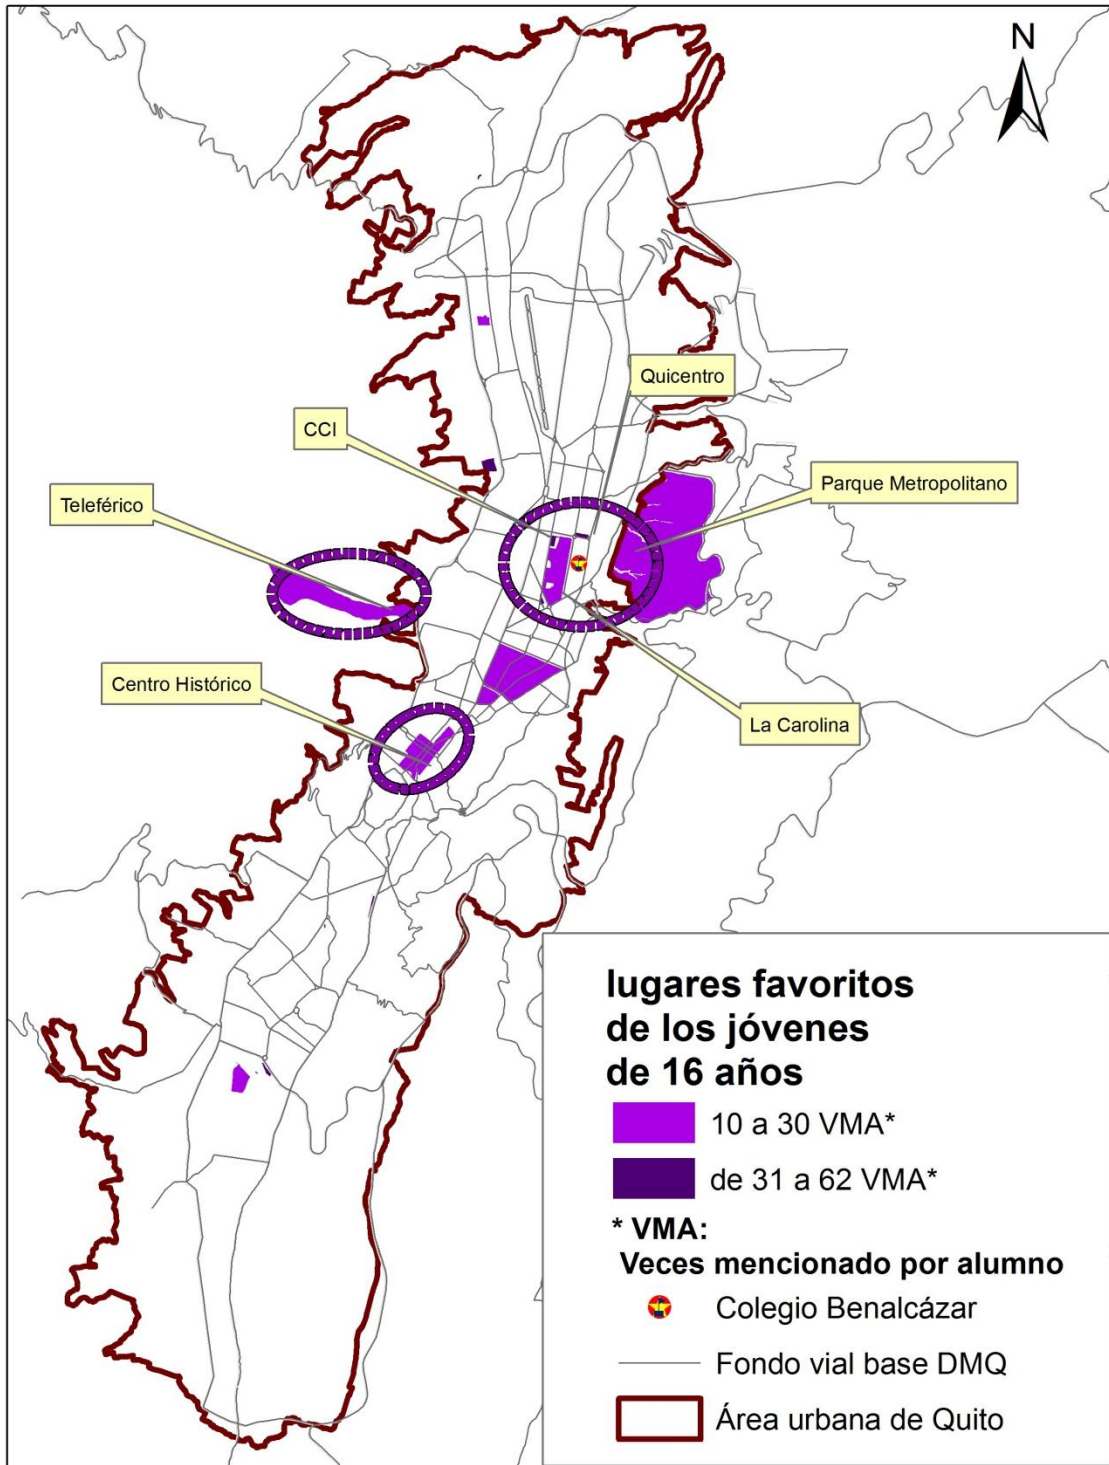 N
Quicentro
CCI
Parque Metropolitano
Teleférico
Centro Histórico
La Carolina
lugares favoritos
de los jóvenes
de 16 años
10 a 30 VMA*
de 31 a 62 VMA*
* VMA:
Veces mencionado por alumno
Colegio Benalcázar
Fondo vial base DMQ
Área urbana de Quito